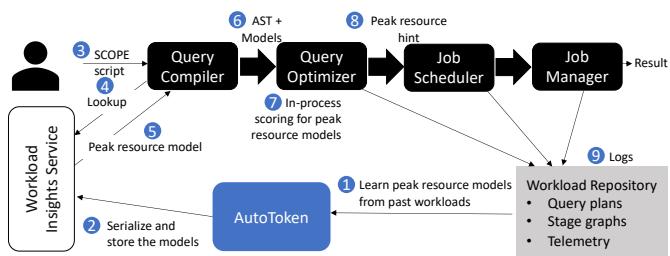 6 AST +
Models
8 Peak resource
hint
3 SCOPE
script
Query
Compiler
Query
Optimizer
Job
Scheduler
Job
Manager
Result
4
Lookup
7 In-process
scoring for peak
resource models
5
Peak resource model
9 Logs
Workload
Insights Service
Workload Repository
• Query plans
• Stage graphs
• Telemetry
1 Learn peak resource models
from past workloads
AutoToken
2 Serialize and
store the models